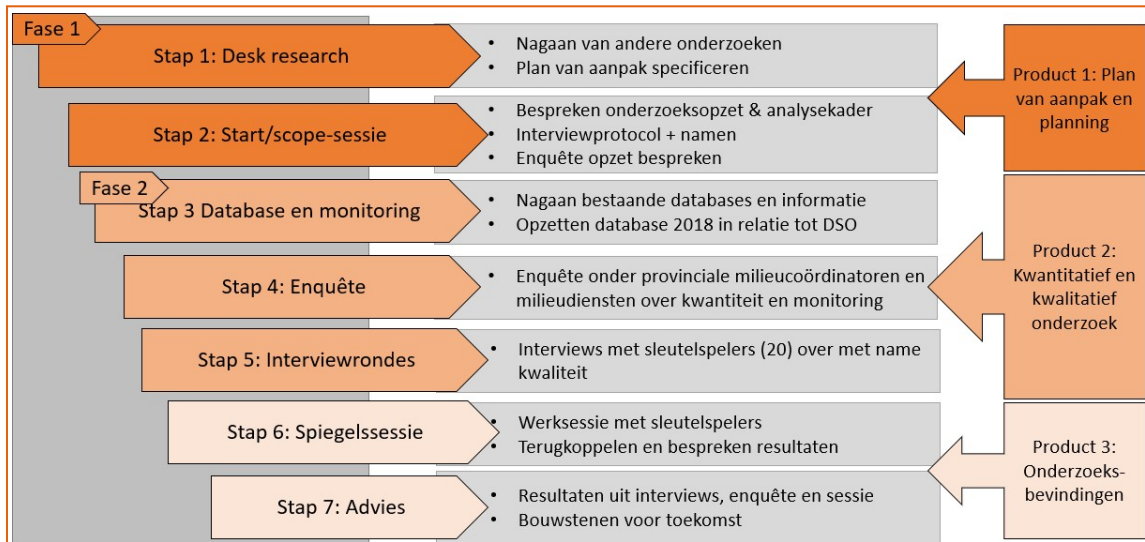 Fase 1
Stap 1: Desk research
• Nagaan van andere onderzoeken
• Plan van aanpak specificeren
Product 1: Plan
van aanpak en
planning
Stap 2: Start/scope-sessie
• Bespreken onderzoeksopzet & analysekader
• Interviewprotocol + namen
• Enquête opzet bespreken
Fase 2
Stap 3 Database en monitoring
• Nagaan bestaande databases en informatie
• Opzetten database 2018 in relatie tot DSO
Product 2:
Kwantitatief en
kwalitatief
onderzoek
Stap 4: Enquête
• Enquête onder provinciale milieucoördinatoren en
milieudiensten over kwantiteit en monitoring
Stap 5: Interviewrondes
• Interviews met sleutelspelers (20) over met name
kwaliteit
Stap 6: Spiegelssessie
• Werksessie met sleutelspelers
• Terugkoppelen en bespreken resultaten
Product 3:
Onderzoeks-
bevindingen
Stap 7: Advies
• Resultaten uit interviews, enquête en sessie
• Bouwstenen voor toekomst